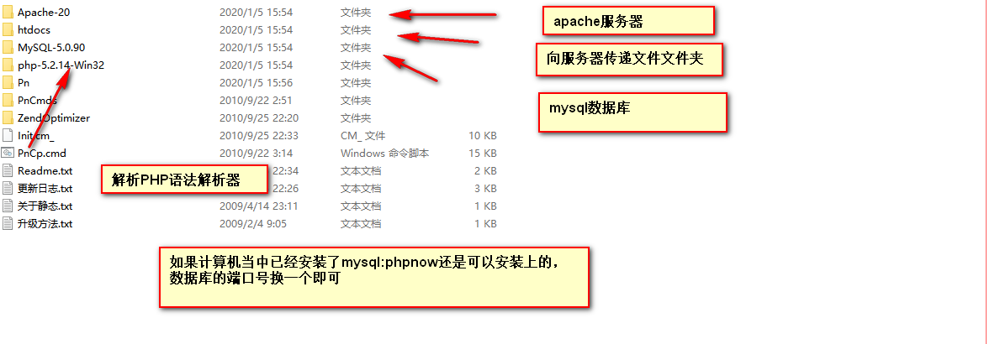 Apache-20 2020/1/5 15:54 文件夹 apache服务器
htdocs 2020/1/5 15:54 文件夹
MySQL-5.0.90 2020/1/5 15:54 文件夹 向服务器传递文件文件夹
php-5.2.14-Win32 2020/1/5 15:54 文件夹
Pn 2020/1/5 15:56 文件夹
PnCmds 2010/9/22 2:51 文件夹 mysql数据库
ZendOptimizer 2010/9/25 22:20 文件夹
Init.cm_ 2010/9/25 22:33 CM_ 文件 10 KB
PnCp.cmd 2010/9/22 3:14 Windows 命令脚本 15 KB
Readme.txt 22:34 文本文档 2 KB
解析PHP语法解析器
更新日志.txt 22:26 文本文档 3 KB
关于静态.txt 2009/4/14 23:11 文本文档 1 KB
升级方法.txt 2009/2/4 9:05 文本文档 1 KB
如果计算机当中已经安装了mysql:phpnow还是可以安装上的，
数据库的端口号换一个即可